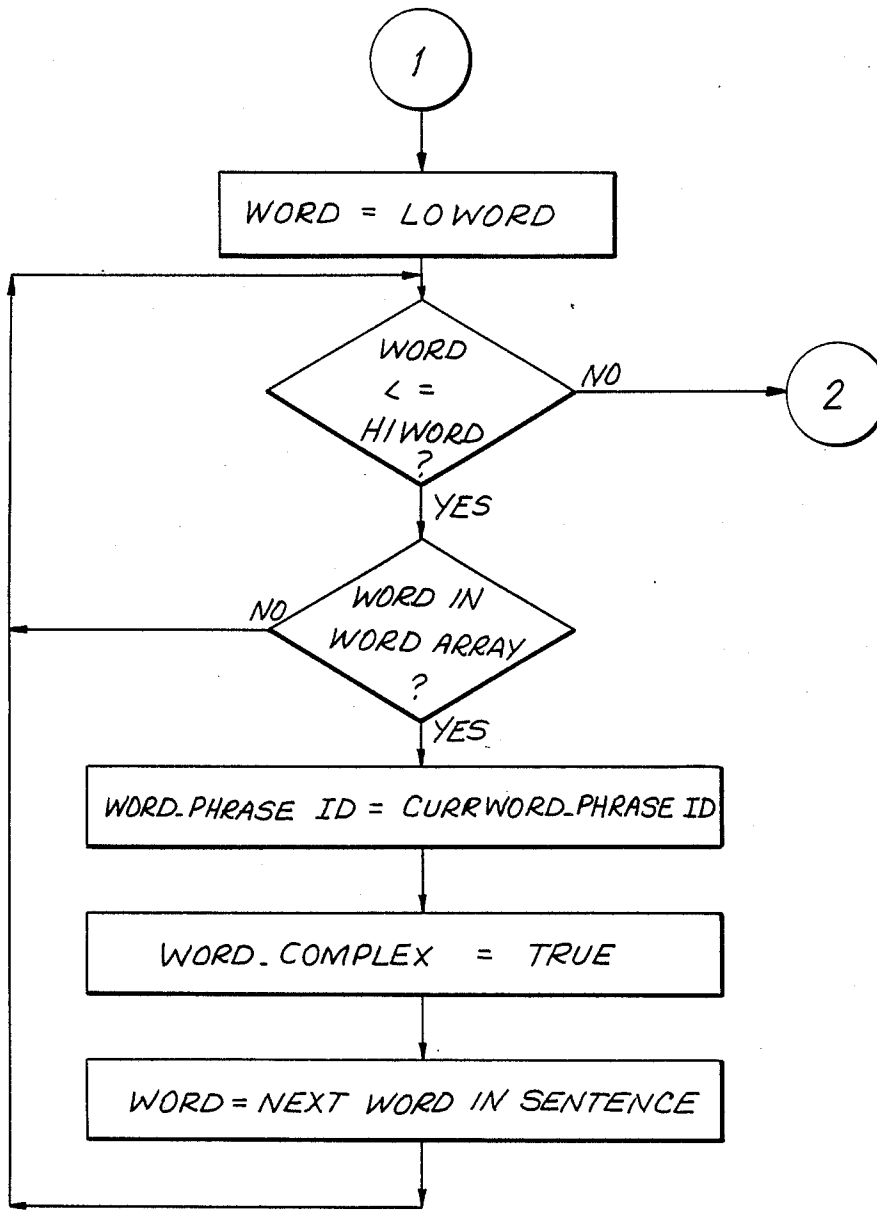 1
WORD = LOWORD
WORD
< =
HIWORD
?
NO
2
YES
NO
WORD IN
WORD ARRAY
?
YES
WORD_PHRASE ID = CURRWORD_PHRASE ID
WORD_COMPLEX = TRUE
WORD = NEXT WORD IN SENTENCE